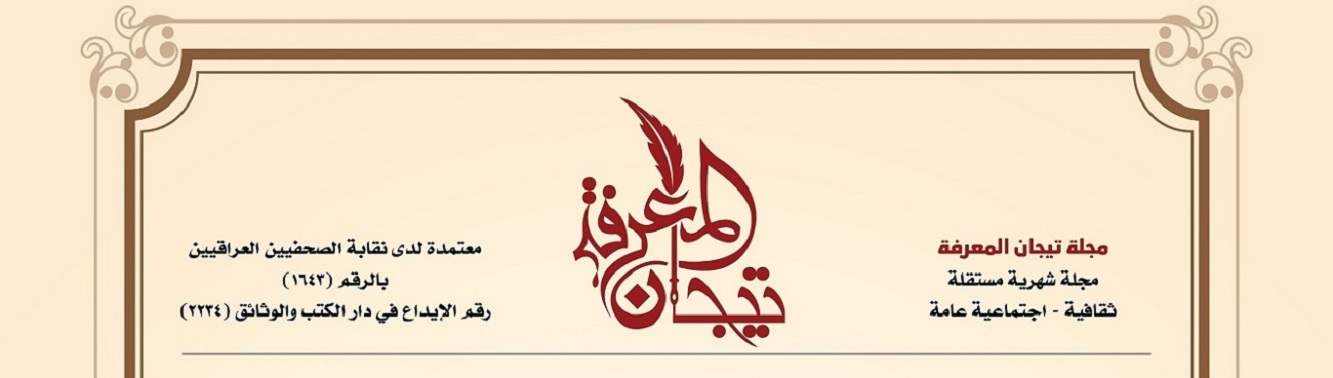 مجلة تيجان المعرفة
مجلة شهرية مستقلة
ثقافية - اجتماعية عامة
تيجان المعرفة
معتمدة لدى نقابة الصحفيين العراقيين
بالرقم (١٦٤٣)
رقم الإيداع في دار الكتب والوثائق (٢٢٣٤)